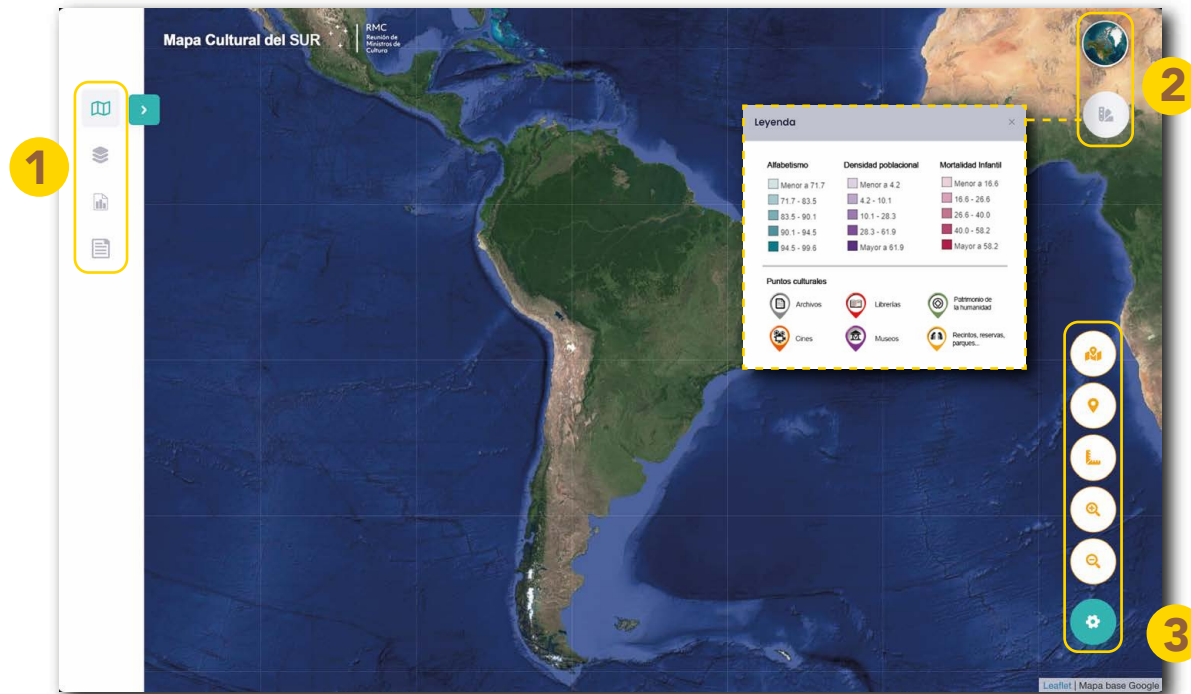 Mapa Cultural del SUR
RMC
Reunión de
Ministros de
Cultura
1
2
Leyenda
×
Alfabetismo
Menor a 71.7
71.7 - 83.5
83.5 - 90.1
90.1 - 94.5
94.5 - 99.6
Densidad poblacional
Menor a 4.2
4.2 - 10.1
10.1 - 28.3
28.3 - 61.9
Mayor a 61.9
Mortalidad Infantil
Menor a 16.6
16.6 - 26.6
26.6 - 40.0
40.0 - 58.2
Mayor a 58.2
Puntos culturales
Archivos
Librerías
Patrimonio de
la humanidad
Cines
Museos
Recintos, reservas,
parques...
3
Leaflet | Mapa base Google